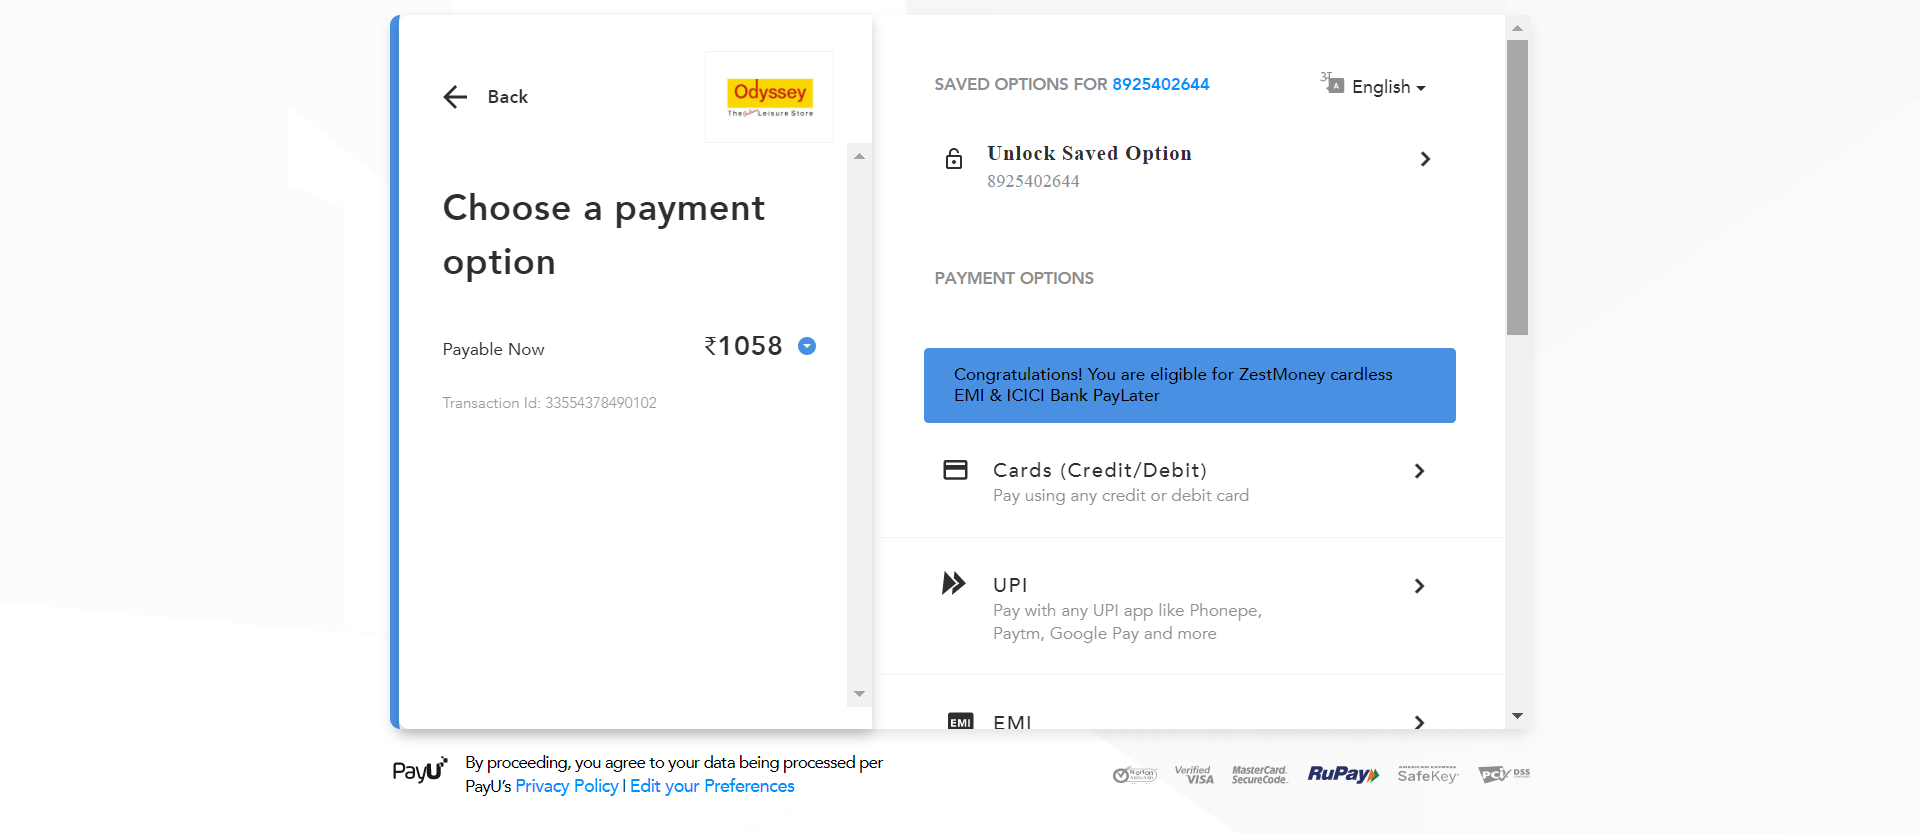 Back
Odyssey
The Leisure Store
Choose a payment
option
Payable Now
₹1058
Transaction Id: 33554378490102
SAVED OPTIONS FOR 8925402644
English
Unlock Saved Option
8925402644
PAYMENT OPTIONS
Congratulations! You are eligible for ZestMoney cardless
EMI & ICICI Bank PayLater
Cards (Credit/Debit)
Pay using any credit or debit card
UPI
Pay with any UPI app like Phonepe,
Paytm, Google Pay and more
EMI EMI
PayU
By proceeding, you agree to your data being processed per
PayU's Privacy Policy | Edit your Preferences
Norton
Verified
VISA
MasterCard.
SecureCode.
RuPay
AMERICAN EXPRESS
SafeKey
PCI DSS